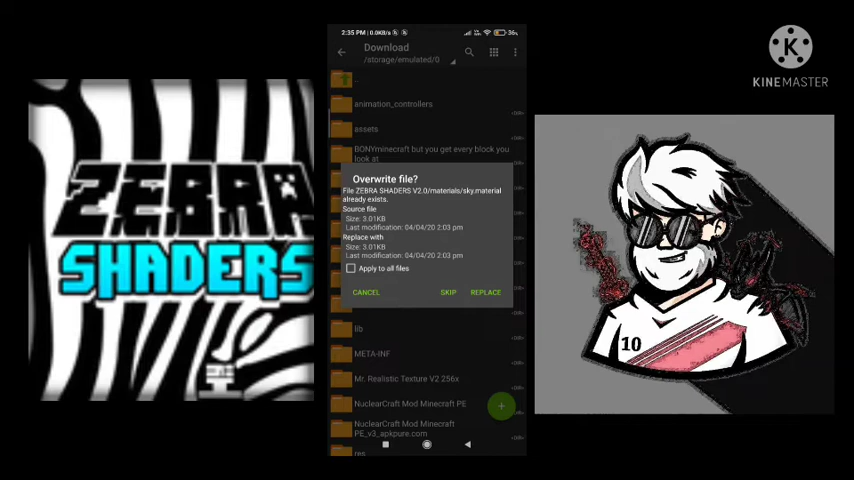 2:35 PM | 0.0KB/s
36%
Download
/storage/emulated/0
KINEMASTER
animation_controllers
assets
BONYminecraft but you get every block you
look at
ZEBRA
SHADERS
Overwrite file?
File ZEBRA SHADERS V2.0/materials/sky.material
already exists.
Source file
Size: 3.01KB
Last modification: 04/04/20 2:03 pm
Replace with
Size: 3.01KB
Last modification: 04/04/20 2:03 pm
Apply to all files
CANCEL
SKIP
REPLACE
lib
META-INF
Mr. Realistic Texture V2 256x
NuclearCraft Mod Minecraft PE
NuclearCraft Mod Minecraft
PE_v3_apkpure.com
res
10